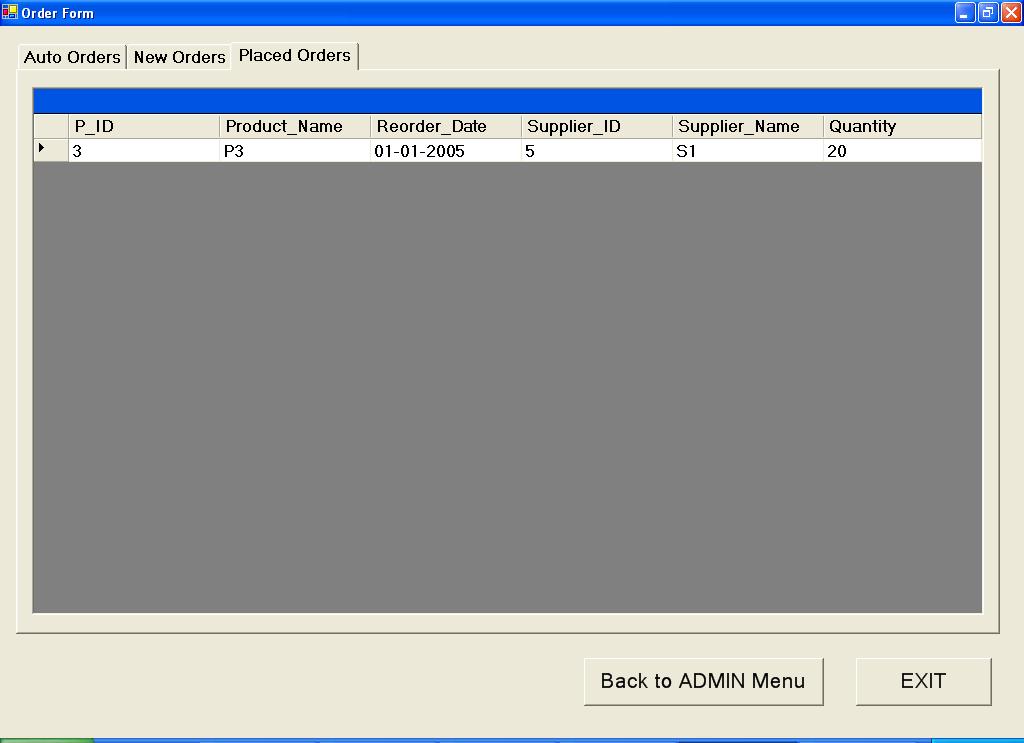 Order Form
Auto Orders New Orders Placed Orders
P_ID Product_Name Reorder_Date Supplier_ID Supplier_Name Quantity
3 P3 01-01-2005 5 S1 20
Back to ADMIN Menu EXIT